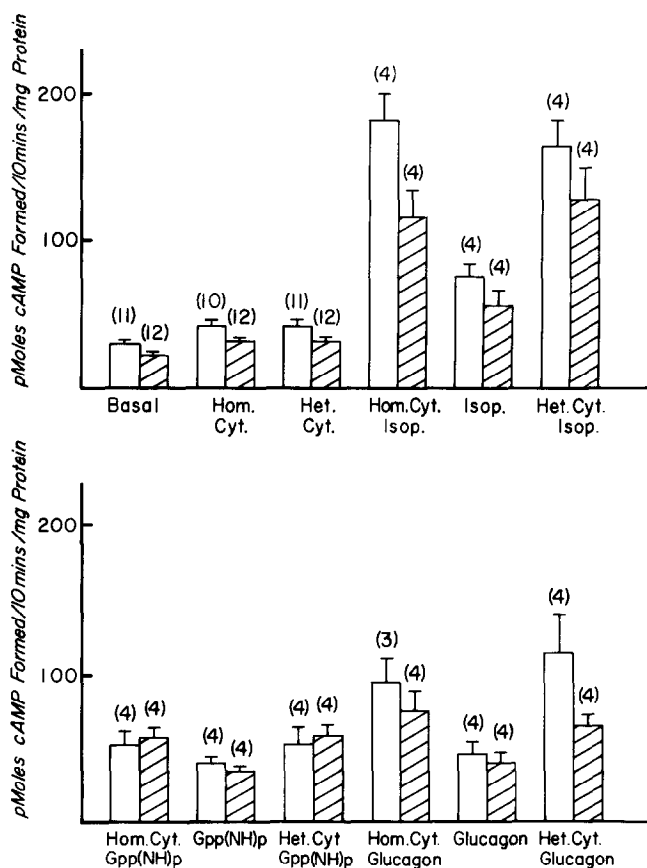 pMoles cAMP Formed/10mins/mg Protein
200
100
(11) (12) (10) (12) (11) (12) (4) (4) (4) (4) (4) (4)
Basal Hom. Het. Hom.Cyt. Isop. Het.Cyt.
Cyt. Cyt. Isop. Isop.
pMoles cAMP Formed/10mins/mg Protein
200
100
(4) (4) (4) (4) (4) (4) (3) (4) (4) (4) (4) (4)
Hom.Cyt. Gpp(NH)p Het.Cyt Hom.Cyt. Glucagon Het.Cyt.
Gpp(NH)p Gpp(NH)p Glucagon Glucagon